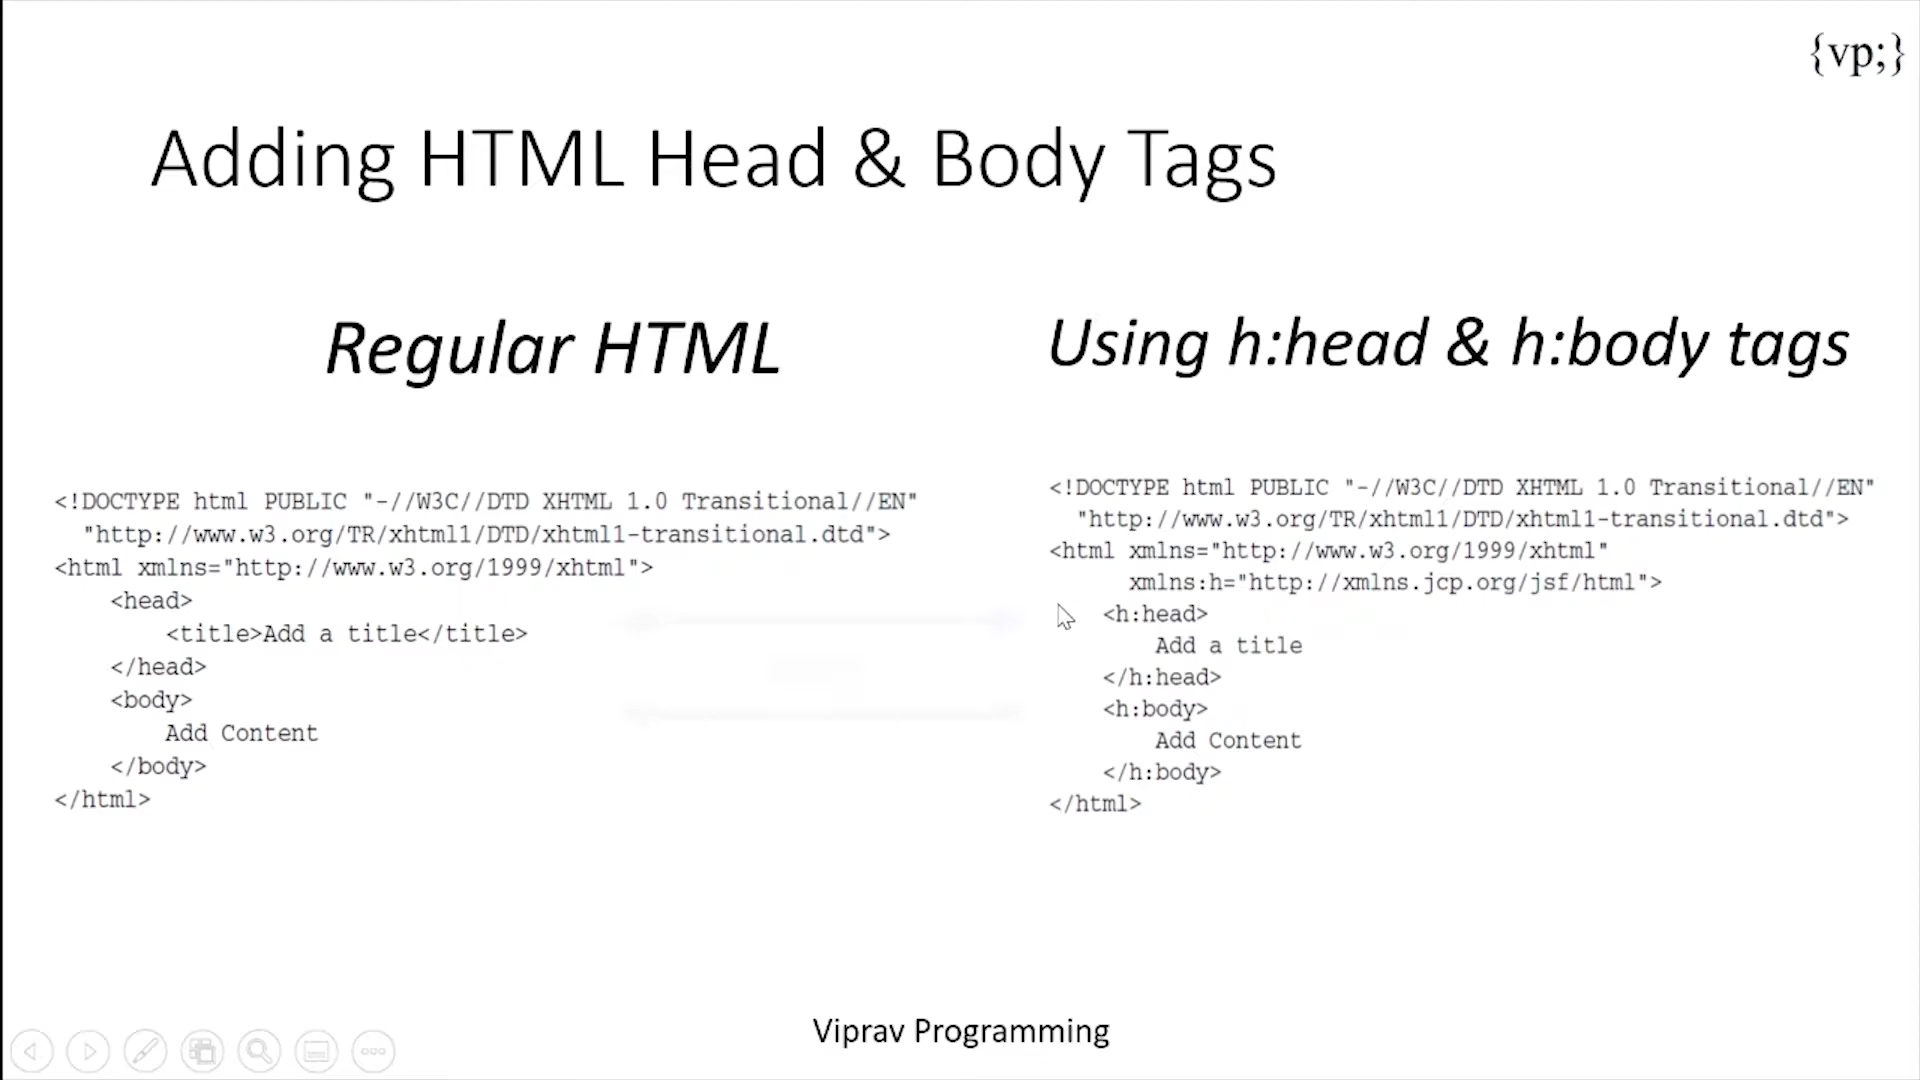 {vp;}
Adding HTML Head & Body Tags
Regular HTML
<!DOCTYPE html PUBLIC "-//W3C//DTD XHTML 1.0 Transitional//EN"
"http://www.w3.org/TR/xhtml1/DTD/xhtml1-transitional.dtd">
<html xmlns="http://www.w3.org/1999/xhtml">
<head>
<title>Add a title</title>
</head>
<body>
Add Content
</body>
</html>
Using h:head & h:body tags
<!DOCTYPE html PUBLIC "-//W3C//DTD XHTML 1.0 Transitional//EN"
"http://www.w3.org/TR/xhtml1/DTD/xhtml1-transitional.dtd">
<html xmlns="http://www.w3.org/1999/xhtml"
xmlns:h="http://xmlns.jcp.org/jsf/html">
<h:head>
Add a title
</h:head>
<h:body>
Add Content
</h:body>
</html>
Viprav Programming